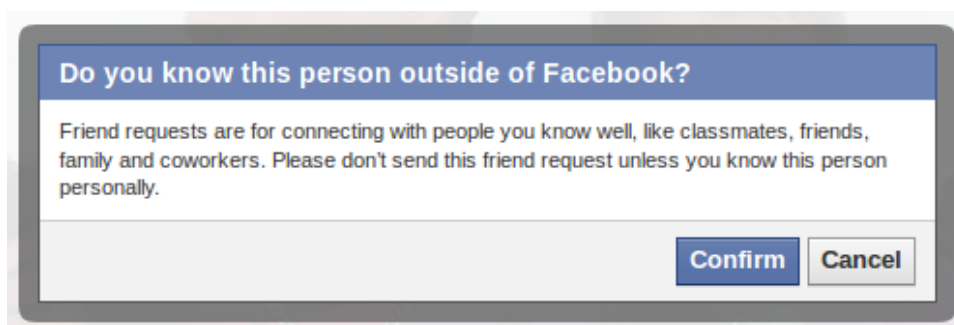 Do you know this person outside of Facebook?
Friend requests are for connecting with people you know well, like classmates, friends,
family and coworkers. Please don't send this friend request unless you know this person
personally.
Confirm Cancel